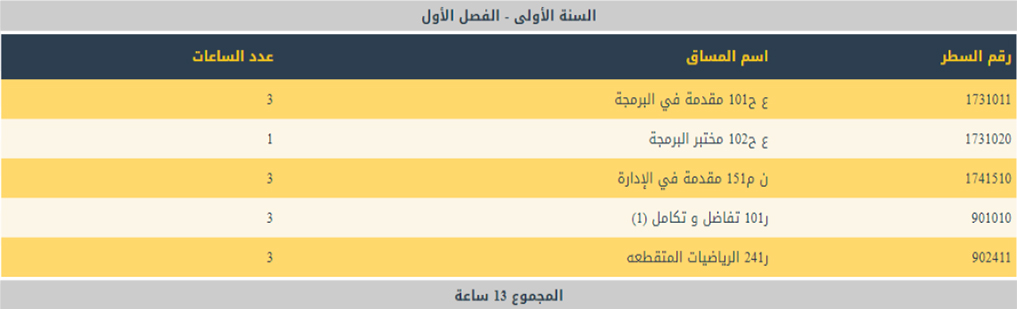 السنة الأولى - الفصل الأول
رقم السطر اسم المساق عدد الساعات
1731011 ع ح101 مقدمة في البرمجة 3
1731020 ع ح102 مختبر البرمجة 1
1741510 ن م151 مقدمة في الإدارة 3
901010 ر101 تفاضل و تكامل (1) 3
902411 ر241 الرياضيات المتقطعه 3
المجموع 13 ساعة